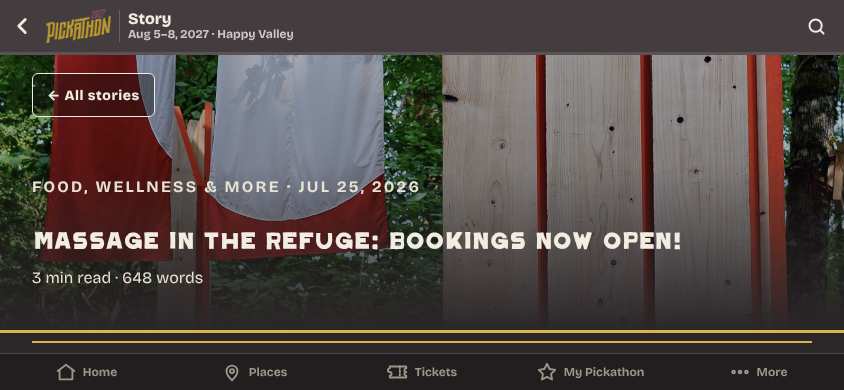 PICKATHON
Story
Aug 5–8, 2027 · Happy Valley
← All stories
FOOD, WELLNESS & MORE · JUL 25, 2026
MASSAGE IN THE REFUGE: BOOKINGS NOW OPEN!
3 min read · 648 words
Home
Places
Tickets
My Pickathon
More